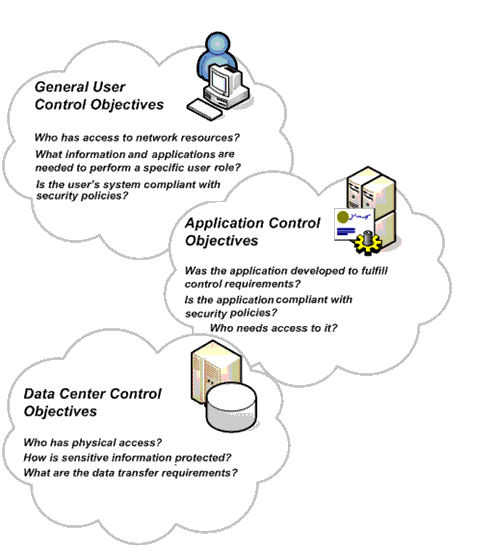 General User
Control Objectives
Who has access to network resources?
What information and applications are
needed to perform a specific user role?
Is the user's system compliant with
security policies?
Application Control
Objectives
Was the application developed to fulfill
control requirements?
Is the application compliant with
security policies?
Who needs access to it?
Data Center Control
Objectives
Who has physical access?
How is sensitive information protected?
What are the data transfer requirements?